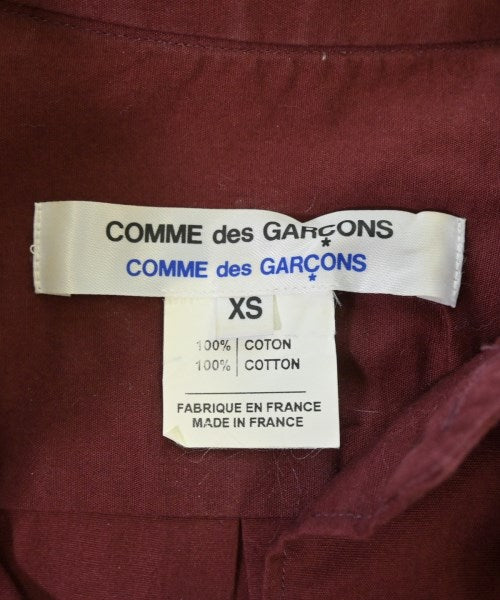 COMME des GARÇONS
COMME des GARÇONS
XS
100% | COTON
100% | COTTON
FABRIQUE EN FRANCE
MADE IN FRANCE